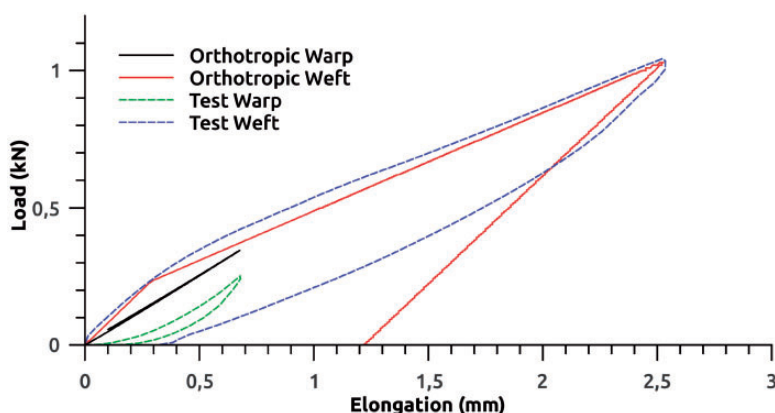 Orthotropic Warp
Orthotropic Weft
Test Warp
Test Weft
Load (kN)
1
0,5
0
0
0,5
1
1,5
2
2,5
3
Elongation (mm)